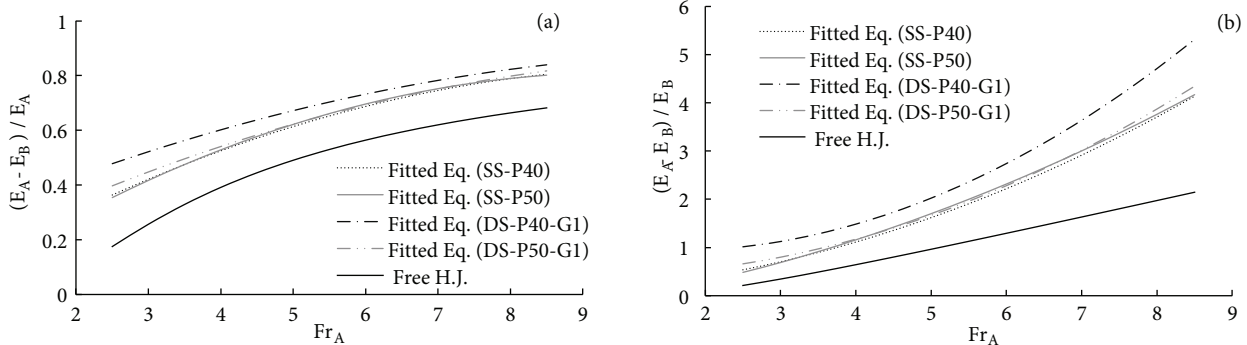 (a)
1
0.8
0.6
0.4
0.2
0
(E_A - E_B ) / E_A
Fitted Eq. (SS-P40)
Fitted Eq. (SS-P50)
Fitted Eq. (DS-P40-G1)
Fitted Eq. (DS-P50-G1)
Free H.J.
2 3 4 5 6 7 8 9
Fr_A
(b)
6
5
4
3
2
1
0
(E_A- E_B ) / E_B
Fitted Eq. (SS-P40)
Fitted Eq. (SS-P50)
Fitted Eq. (DS-P40-G1)
Fitted Eq. (DS-P50-G1)
Free H.J.
2 3 4 5 6 7 8 9
Fr_A